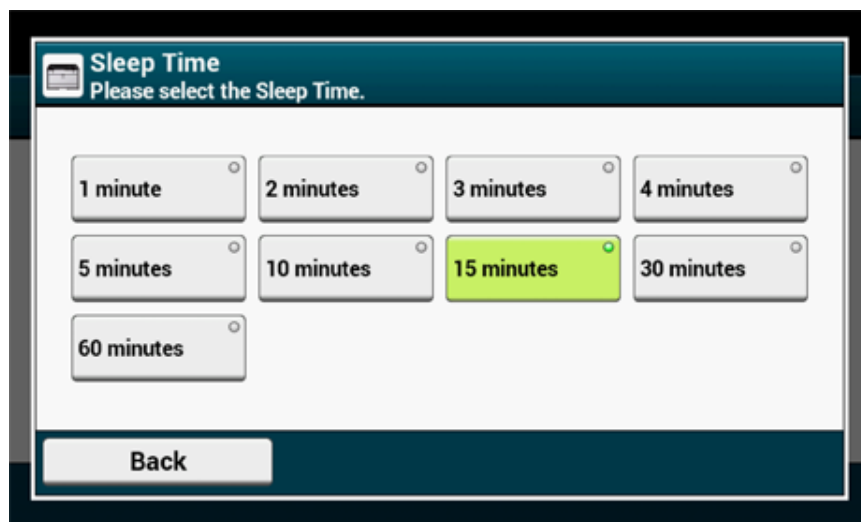 Sleep Time
Please select the Sleep Time.
1 minute
2 minutes
3 minutes
4 minutes
5 minutes
10 minutes
15 minutes
30 minutes
60 minutes
Back